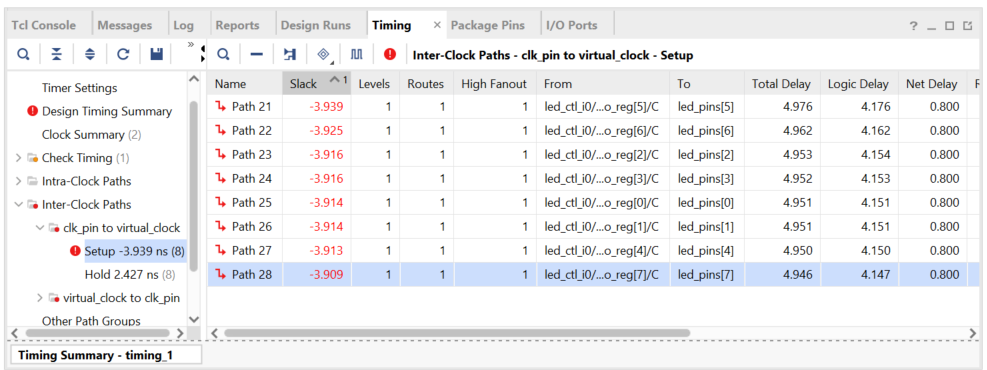 Tcl Console Messages Log Reports Design Runs Timing × Package Pins I/O Ports ? _
» Inter-Clock Paths - clk_pin to virtual_clock - Setup
Timer Settings
Design Timing Summary
Clock Summary (2)
Check Timing (1)
Intra-Clock Paths
Inter-Clock Paths
clk_pin to virtual_clock
Setup -3.939 ns (8)
Hold 2.427 ns (8)
virtual_clock to clk_pin
Other Path Groups
Name Slack ^1 Levels Routes High Fanout From To Total Delay Logic Delay Net Delay F
Path 21 -3.939 1 1 1 led_ctl_i0/...o_reg[5]/C led_pins[5] 4.976 4.176 0.800
Path 22 -3.925 1 1 1 led_ctl_i0/...o_reg[6]/C led_pins[6] 4.962 4.162 0.800
Path 23 -3.916 1 1 1 led_ctl_i0/...o_reg[2]/C led_pins[2] 4.953 4.154 0.800
Path 24 -3.916 1 1 1 led_ctl_i0/...o_reg[3]/C led_pins[3] 4.952 4.153 0.800
Path 25 -3.914 1 1 1 led_ctl_i0/...o_reg[0]/C led_pins[0] 4.951 4.151 0.800
Path 26 -3.914 1 1 1 led_ctl_i0/...o_reg[1]/C led_pins[1] 4.951 4.151 0.800
Path 27 -3.913 1 1 1 led_ctl_i0/...o_reg[4]/C led_pins[4] 4.950 4.150 0.800
Path 28 -3.909 1 1 1 led_ctl_i0/...o_reg[7]/C led_pins[7] 4.946 4.147 0.800
Timing Summary - timing_1